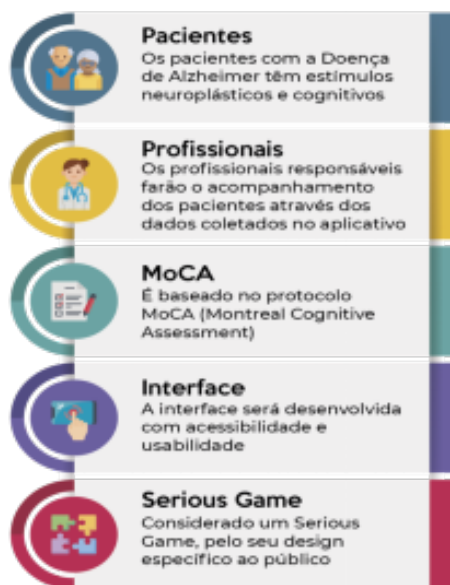 Pacientes
Os pacientes com a Doença
de Alzheimer têm estímulos
neuroplásticos e cognitivos
Profissionais
Os profissionais responsáveis
farão o acompanhamento
dos pacientes através dos
dados coletados no aplicativo
MoCA
É baseado no protocolo
MoCA (Montreal Cognitive
Assessment)
Interface
A interface será desenvolvida
com acessibilidade e
usabilidade
Serious Game
Considerado um Serious
Game, pelo seu design
específico ao público